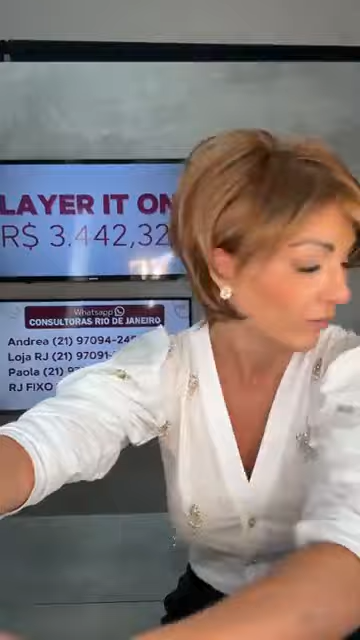 LAYER IT ON
R$ 3.442,32
Whatsapp
CONSULTORAS RIO DE JANEIRO
Andrea (21) 97094-24
Loja RJ (21) 97091-
Paola (21)
RJ FIXO